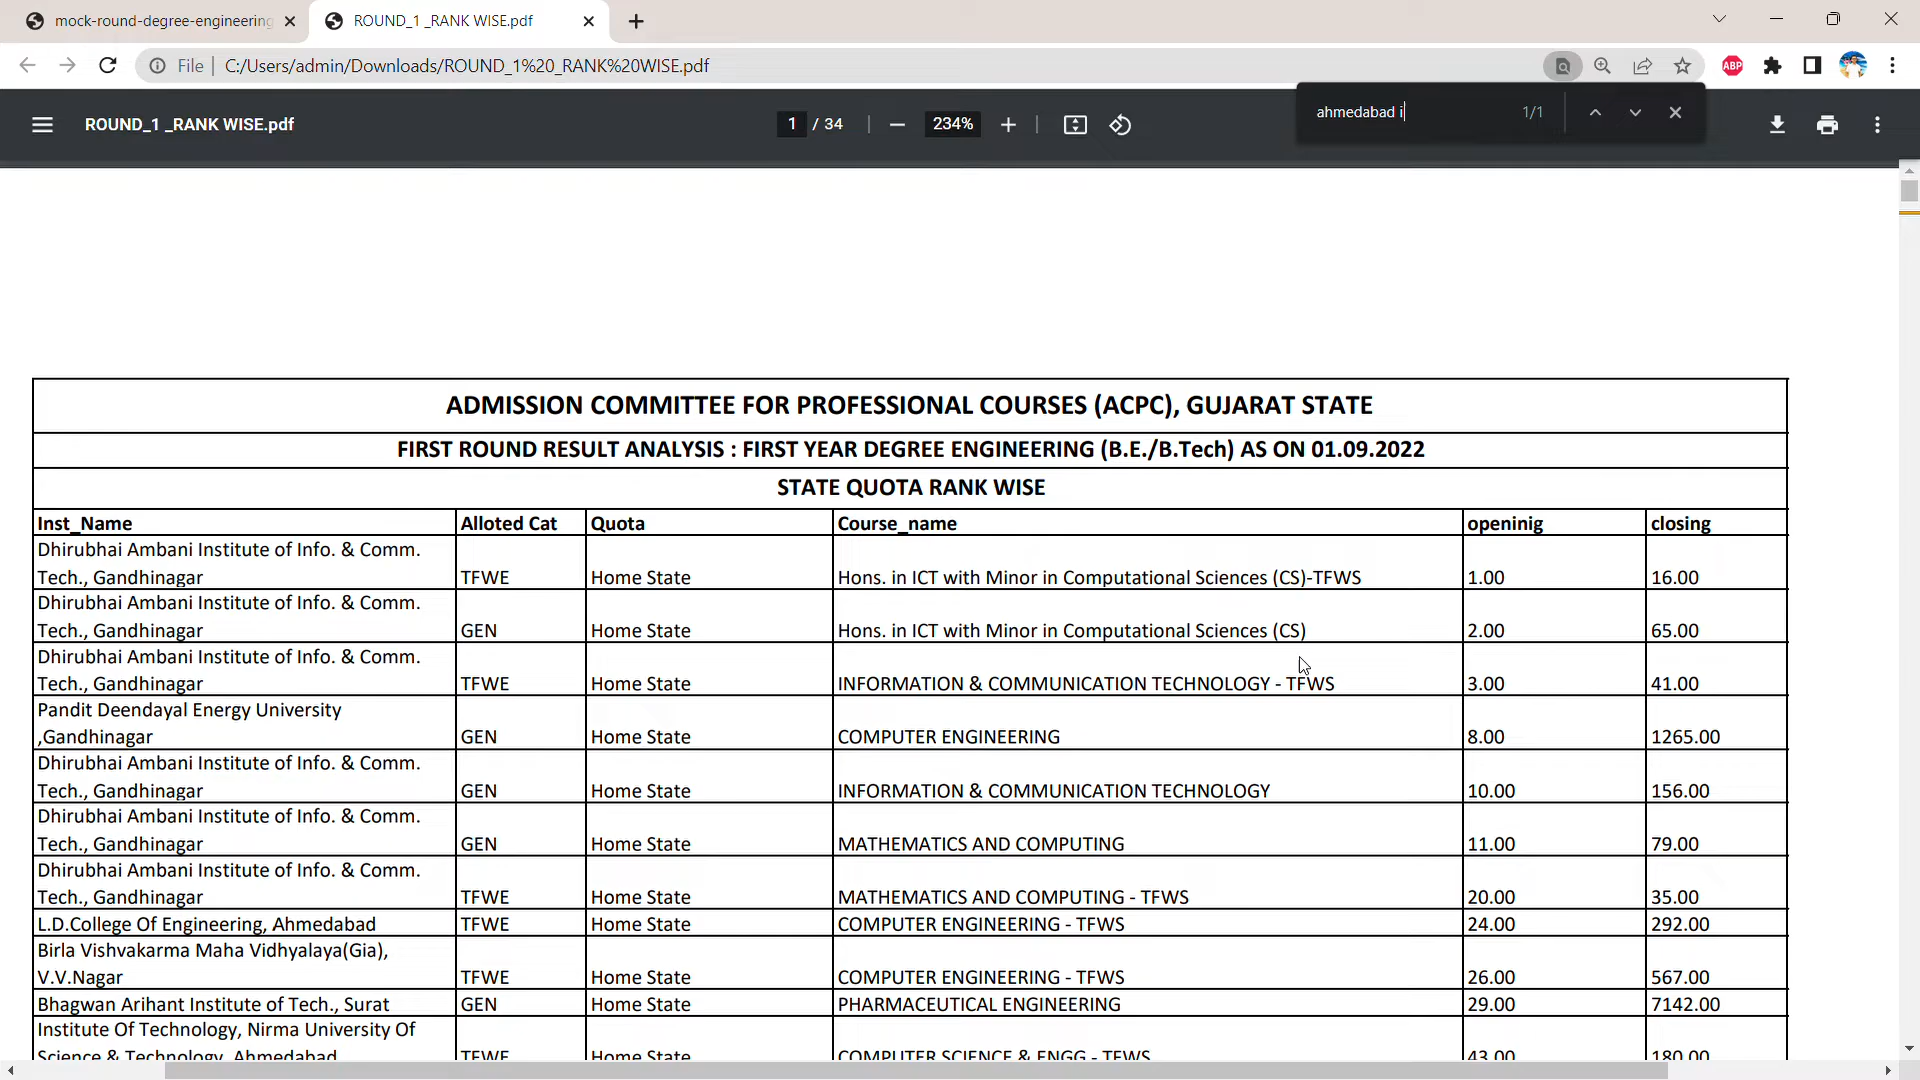 mock-round-degree-engineering
ROUND_1 _RANK WISE.pdf
File | C:/Users/admin/Downloads/ROUND_1%20_RANK%20WISE.pdf
ABP
ahmedabad i 1/1
ROUND_1 _RANK WISE.pdf
1 / 34
234%
ADMISSION COMMITTEE FOR PROFESSIONAL COURSES (ACPC), GUJARAT STATE
FIRST ROUND RESULT ANALYSIS : FIRST YEAR DEGREE ENGINEERING (B.E./B.Tech) AS ON 01.09.2022
STATE QUOTA RANK WISE
Inst_Name Alloted Cat Quota Course_name openinig closing
Dhirubhai Ambani Institute of Info. & Comm.
Tech., Gandhinagar TFWE Home State Hons. in ICT with Minor in Computational Sciences (CS)-TFWS 1.00 16.00
Dhirubhai Ambani Institute of Info. & Comm.
Tech., Gandhinagar GEN Home State Hons. in ICT with Minor in Computational Sciences (CS) 2.00 65.00
Dhirubhai Ambani Institute of Info. & Comm.
Tech., Gandhinagar TFWE Home State INFORMATION & COMMUNICATION TECHNOLOGY - TFWS 3.00 41.00
Pandit Deendayal Energy University
,Gandhinagar GEN Home State COMPUTER ENGINEERING 8.00 1265.00
Dhirubhai Ambani Institute of Info. & Comm.
Tech., Gandhinagar GEN Home State INFORMATION & COMMUNICATION TECHNOLOGY 10.00 156.00
Dhirubhai Ambani Institute of Info. & Comm.
Tech., Gandhinagar GEN Home State MATHEMATICS AND COMPUTING 11.00 79.00
Dhirubhai Ambani Institute of Info. & Comm.
Tech., Gandhinagar TFWE Home State MATHEMATICS AND COMPUTING - TFWS 20.00 35.00
L.D.College Of Engineering, Ahmedabad TFWE Home State COMPUTER ENGINEERING - TFWS 24.00 292.00
Birla Vishvakarma Maha Vidhyalaya(Gia),
V.V.Nagar TFWE Home State COMPUTER ENGINEERING - TFWS 26.00 567.00
Bhagwan Arihant Institute of Tech., Surat GEN Home State PHARMACEUTICAL ENGINEERING 29.00 7142.00
Institute Of Technology, Nirma University Of
Science & Technology, Ahmedabad TFWE Home State COMPUTER SCIENCE & ENGG - TFWS 43.00 180.00